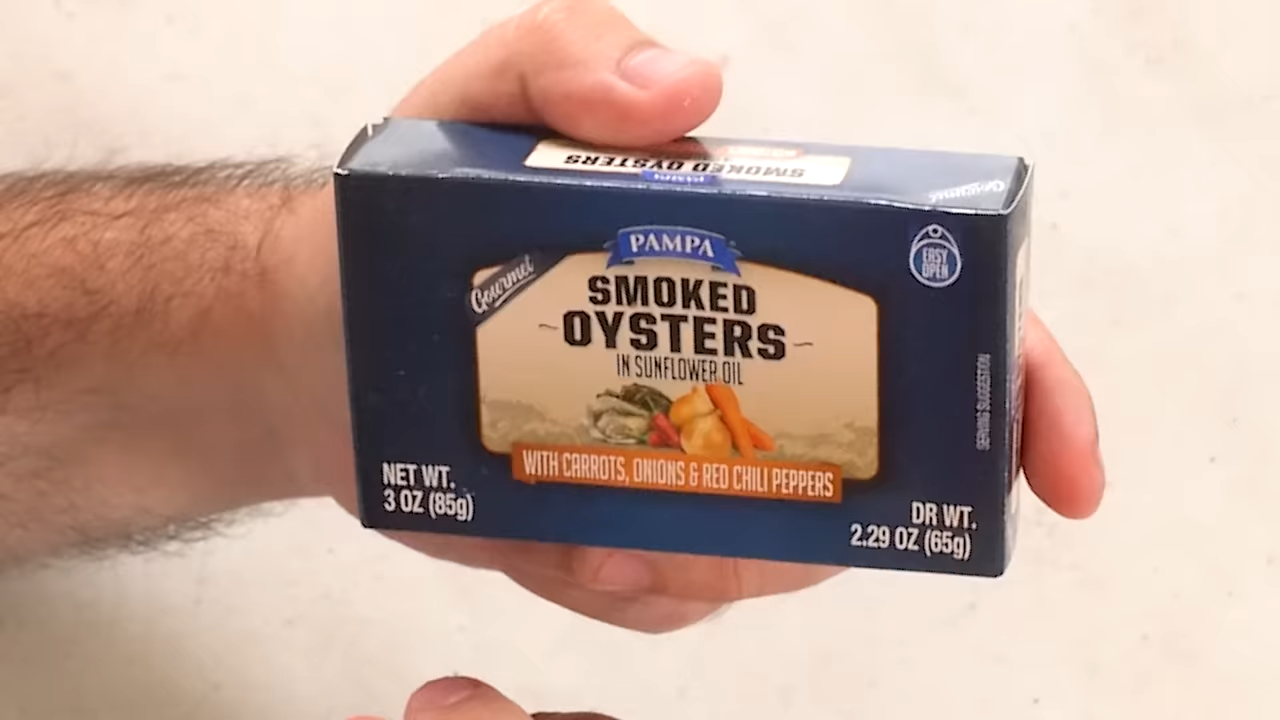 SMOKED OYSTERS
PAMPA
Gourmet
PAMPA
EASY
OPEN
Gourmet
SMOKED
OYSTERS
IN SUNFLOWER OIL
WITH CARROTS, ONIONS & RED CHILI PEPPERS
SERVING SUGGESTION
NET WT.
3 OZ (85g)
DR WT.
2.29 OZ (65g)